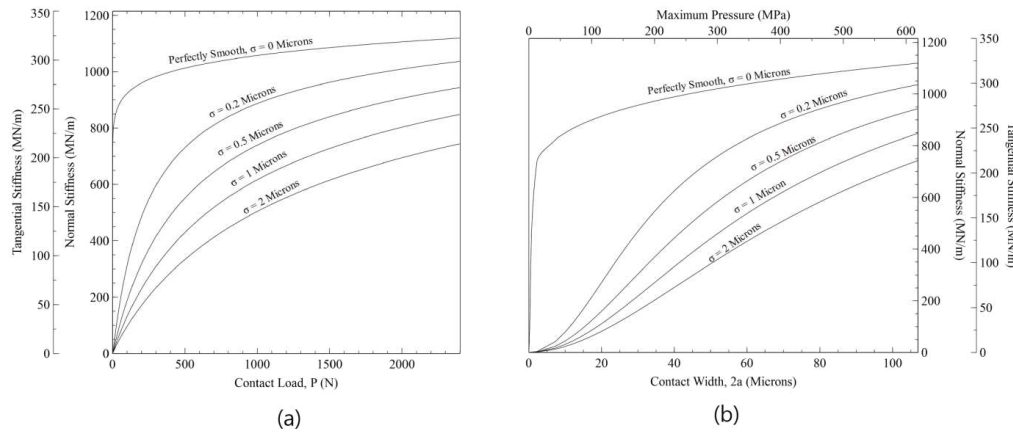 350
300
250
200
150
100
50
0
Tangential Stiffness (MN/m)
1200
1000
800
600
400
200
0
Normal Stiffness (MN/m)
Perfectly Smooth, σ = 0 Microns
σ = 0.2 Microns
σ = 0.5 Microns
σ = 1 Microns
σ = 2 Microns
0 500 1000 1500 2000
Contact Load, P (N)
(a)
Maximum Pressure (MPa)
0 100 200 300 400 500 600
Perfectly Smooth, σ = 0 Microns
σ = 0.2 Microns
σ = 0.5 Microns
σ = 1 Micron
σ = 2 Microns
1200
1000
800
600
400
200
0
Normal Stiffness (MN/m)
350
300
250
200
150
100
50
0
Tangential Stiffness (MN/m)
0 20 40 60 80 100
Contact Width, 2a (Microns)
(b)